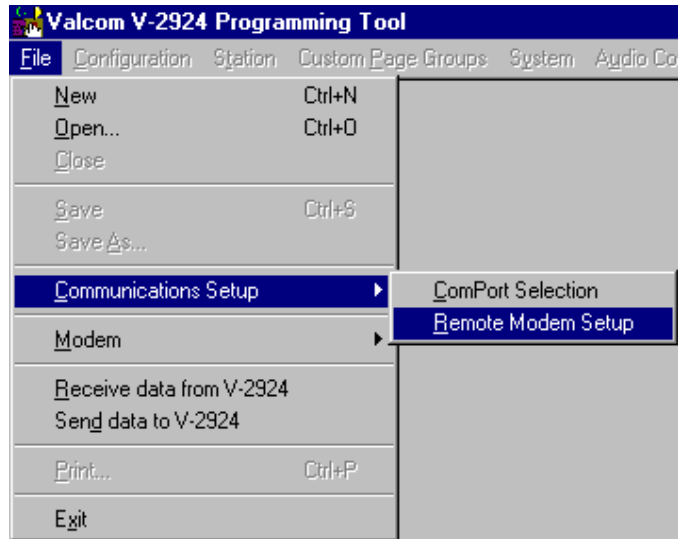 Valcom V-2924 Programming Tool
File Configuration Station Custom Page Groups System Audio Co
New Ctrl+N
Open... Ctrl+O
Close
Save Ctrl+S
Save As...
Communications Setup
ComPort Selection
Remote Modem Setup
Modem
Receive data from V-2924
Send data to V-2924
Print... Ctrl+P
Exit